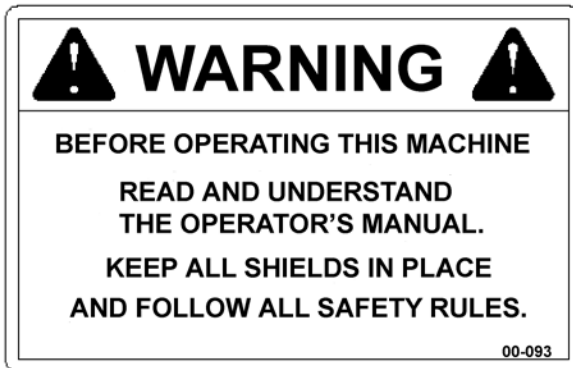 WARNING
BEFORE OPERATING THIS MACHINE
READ AND UNDERSTAND
THE OPERATOR'S MANUAL.
KEEP ALL SHIELDS IN PLACE
AND FOLLOW ALL SAFETY RULES.
00-093